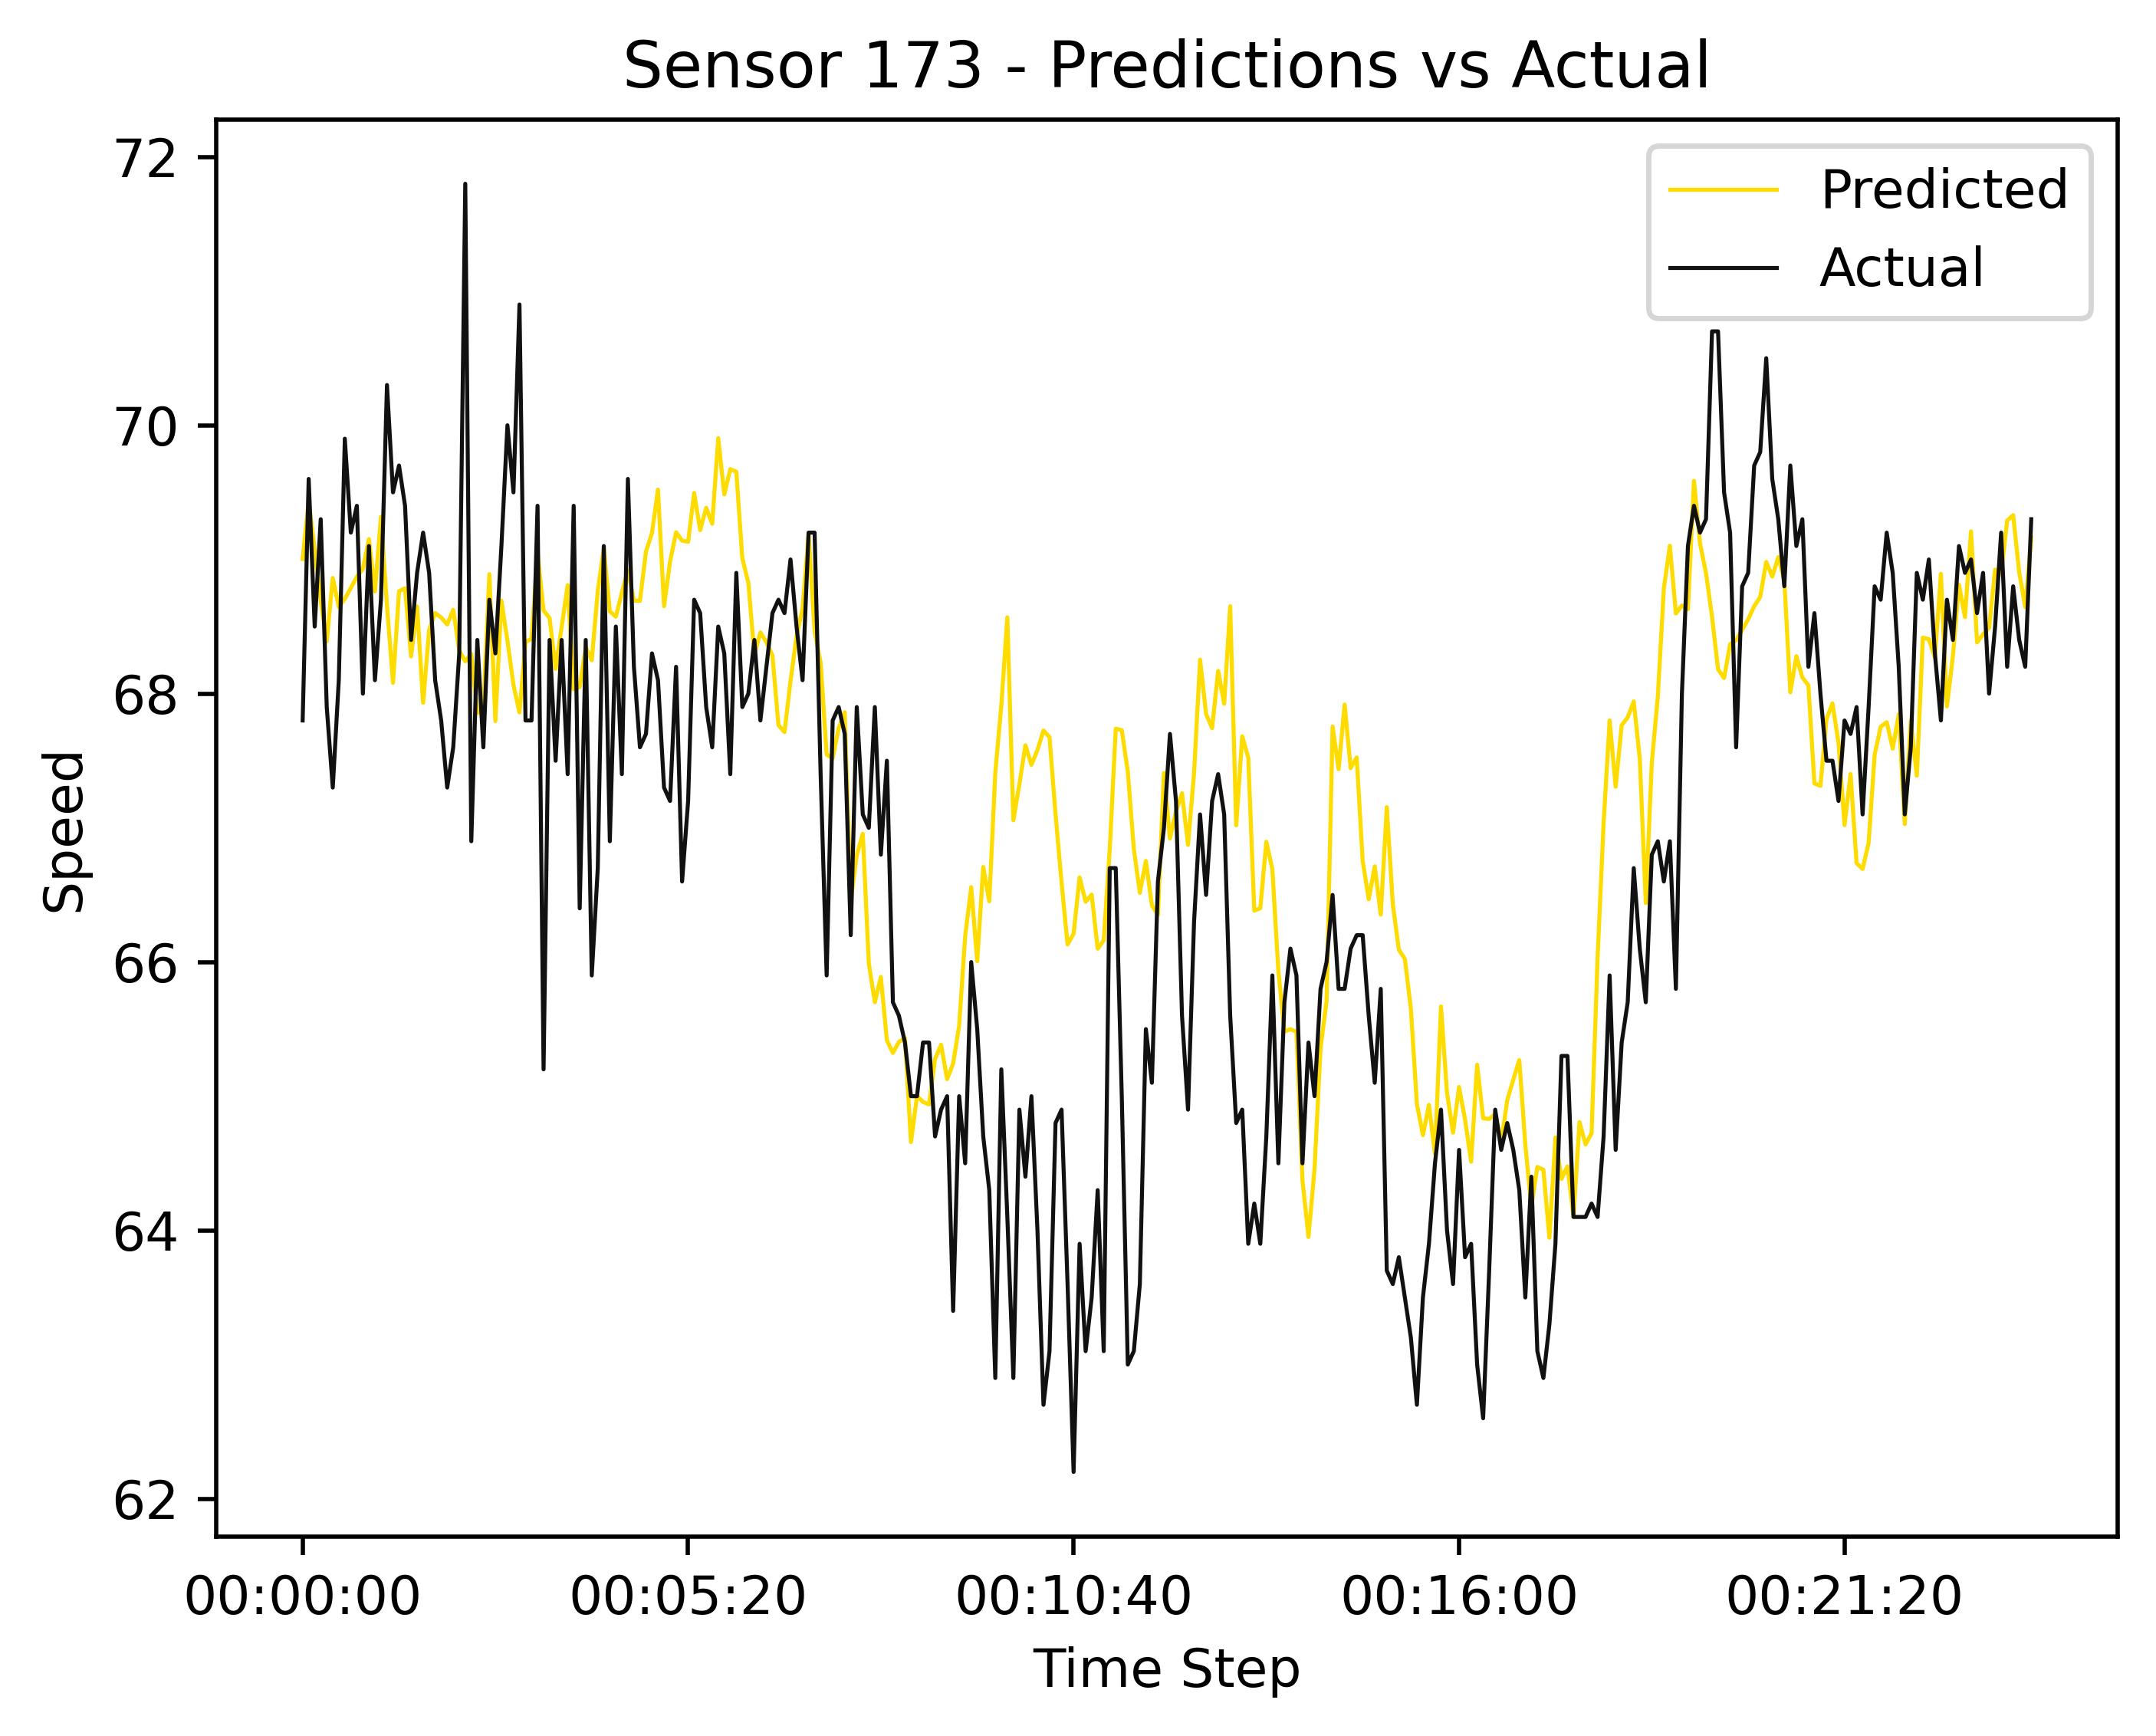 Sensor 173 - Predictions vs Actual
72
70
68
66
64
62
Speed
Predicted
Actual
00:00:00 00:05:20 00:10:40 00:16:00 00:21:20
Time Step